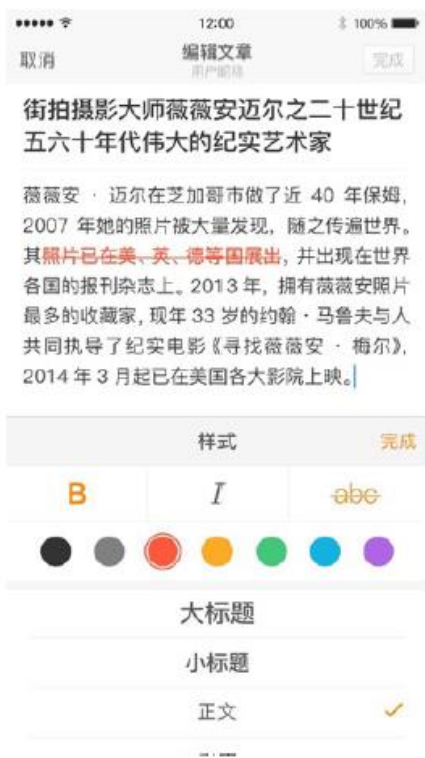 12:00
100%
取消
编辑文章
用户昵称
完成
街拍摄影大师薇薇安迈尔之二十世纪
五六十年代伟大的纪实艺术家
薇薇安 · 迈尔在芝加哥市做了近 40 年保姆,
2007 年她的照片被大量发现, 随之传遍世界。
其照片已在美、英、德等国展出, 并出现在世界
各国的报刊杂志上。2013 年, 拥有薇薇安照片
最多的收藏家, 现年 33 岁的约翰 · 马鲁夫与人
共同执导了纪实电影《寻找薇薇安 · 梅尔》,
2014 年 3 月起已在美国各大影院上映。
样式
完成
B
I
abc
大标题
小标题
正文